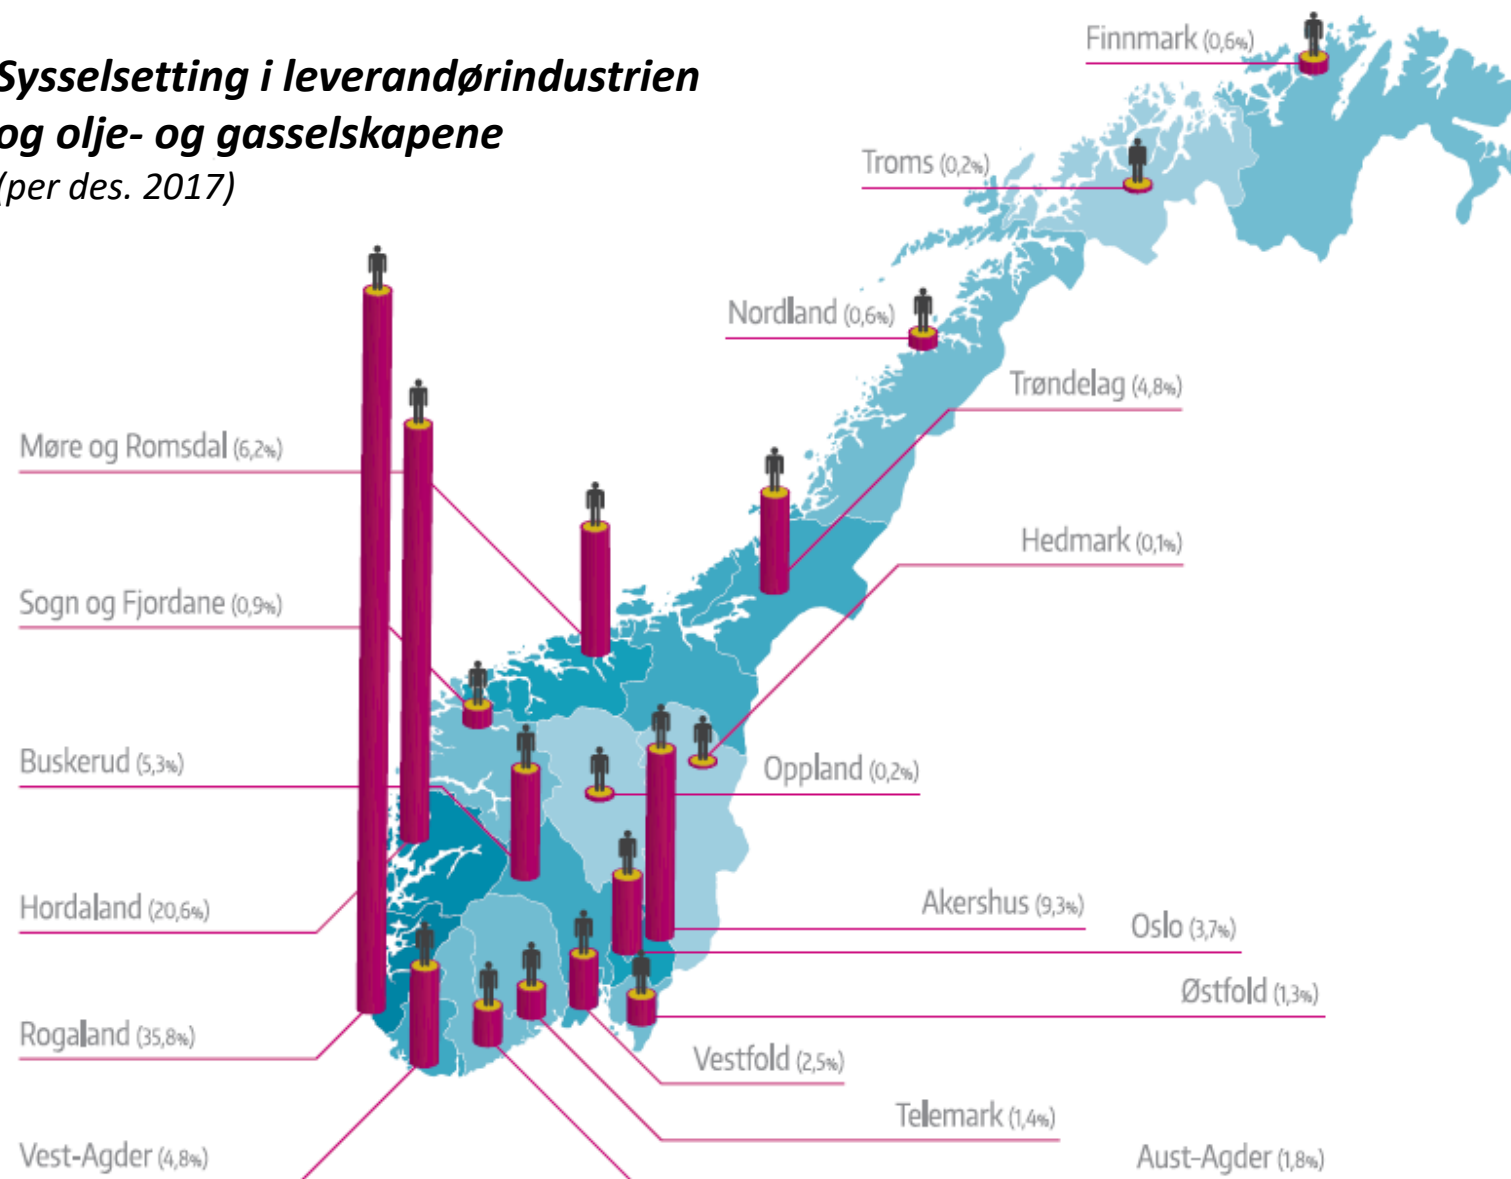 Sysselsetting i leverandørindustrien
og olje- og gasselskapene
(per des. 2017)
Finnmark (0,6%)
Troms (0,2%)
Nordland (0,6%)
Trøndelag (4,8%)
Møre og Romsdal (6,2%)
Hedmark (0,1%)
Sogn og Fjordane (0,9%)
Buskerud (5,3%)
Oppland (0,2%)
Hordaland (20,6%)
Akershus (9,3%)
Oslo (3,7%)
Østfold (1,3%)
Rogaland (35,8%)
Vestfold (2,5%)
Telemark (1,4%)
Vest-Agder (4,8%)
Aust-Agder (1,8%)